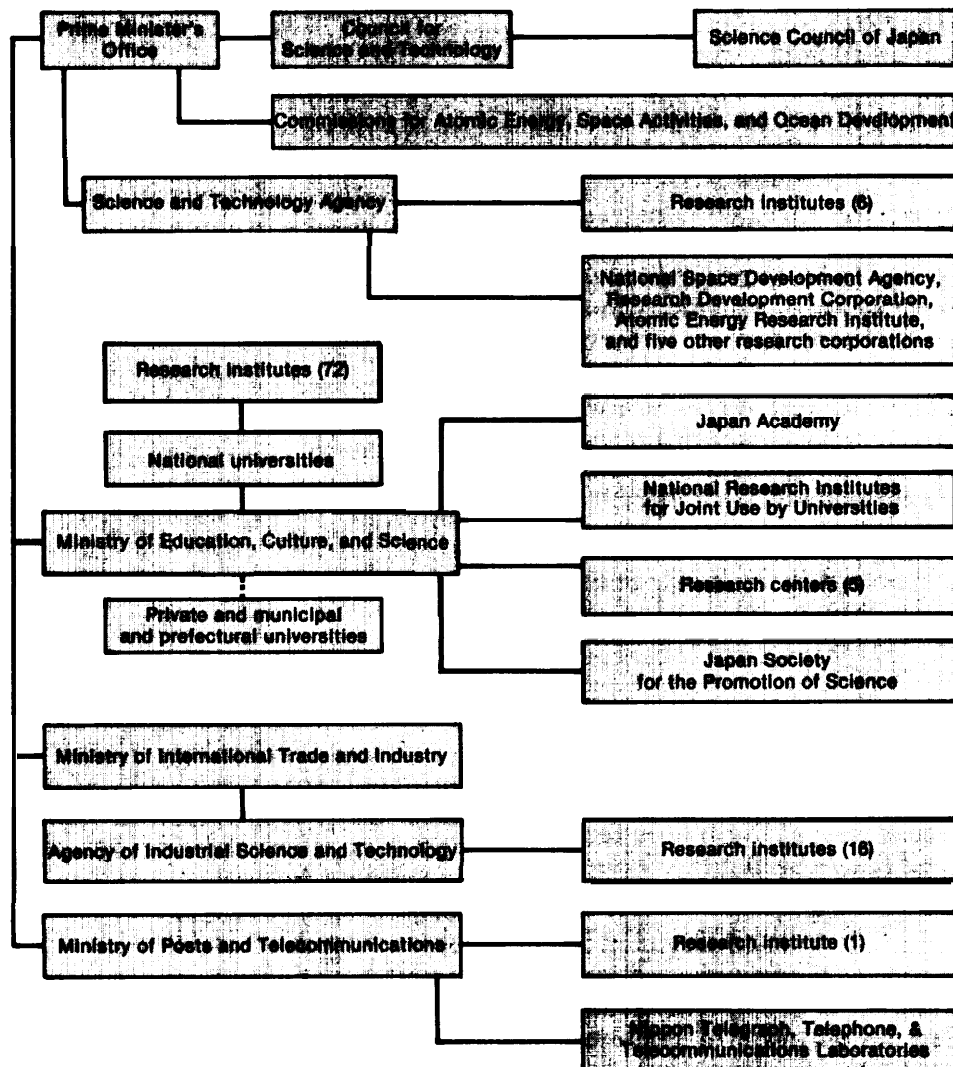 Prime Minister's
Office
Council for
Science and Technology
Science Council of Japan
Commissions for Atomic Energy, Space Activities, and Ocean Development
Science and Technology Agency
Research institutes (6)
National Space Development Agency,
Research Development Corporation,
Atomic Energy Research Institute,
and five other research corporations
Research institutes (72)
National universities
Ministry of Education, Culture, and Science
Private and municipal
and prefectural universities
Japan Academy
National Research Institutes
for Joint Use by Universities
Research centers (5)
Japan Society
for the Promotion of Science
Ministry of International Trade and Industry
Agency of Industrial Science and Technology
Research institutes (16)
Ministry of Posts and Telecommunications
Research institute (1)
Nippon Telegraph, Telephone, &
Telecommunications Laboratories